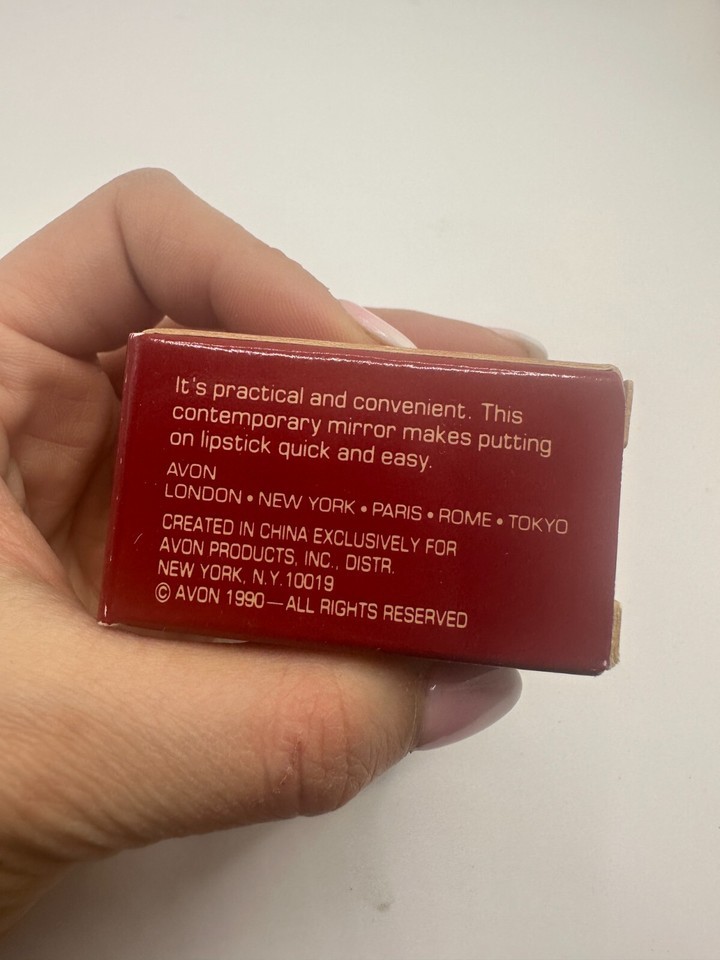 It's practical and convenient. This
contemporary mirror makes putting
on lipstick quick and easy.
AVON
LONDON • NEW YORK • PARIS • ROME • TOKYO
CREATED IN CHINA EXCLUSIVELY FOR
AVON PRODUCTS, INC., DISTR.
NEW YORK, N.Y. 10019
© AVON 1990—ALL RIGHTS RESERVED